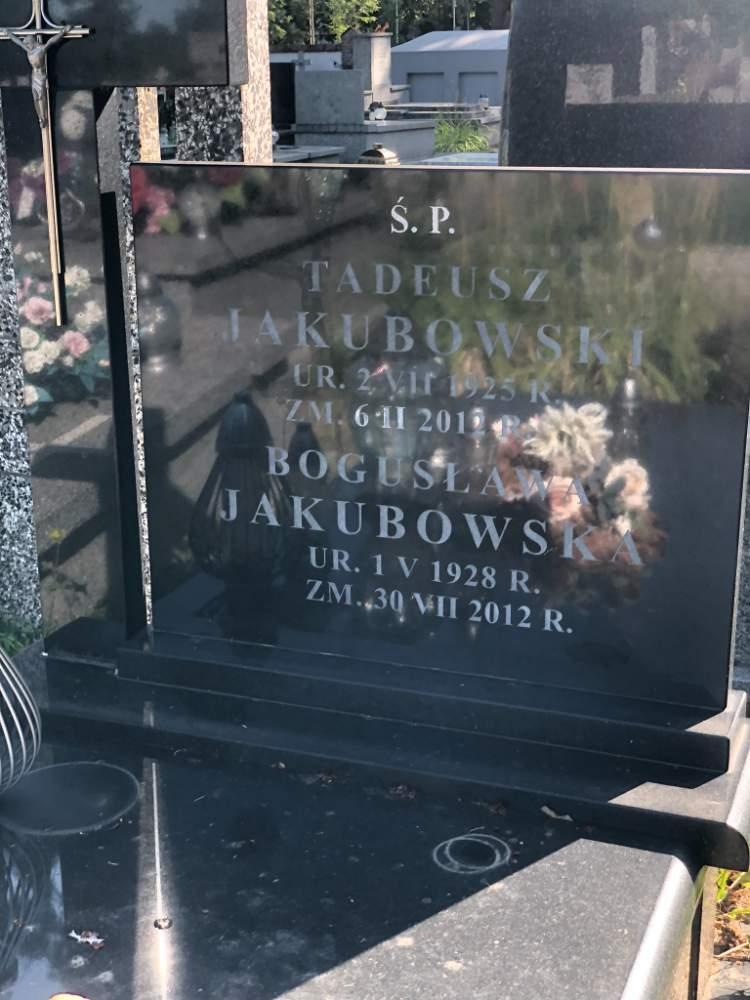 Ś. P.
TADEUSZ
JAKUBOWSKI
UR. 2 VII 1925 R.
ZM. 6 II 2012 R.
BOGUSŁAWA
JAKUBOWSKA
UR. 1 V 1928 R.
ZM. 30 VII 2012 R.